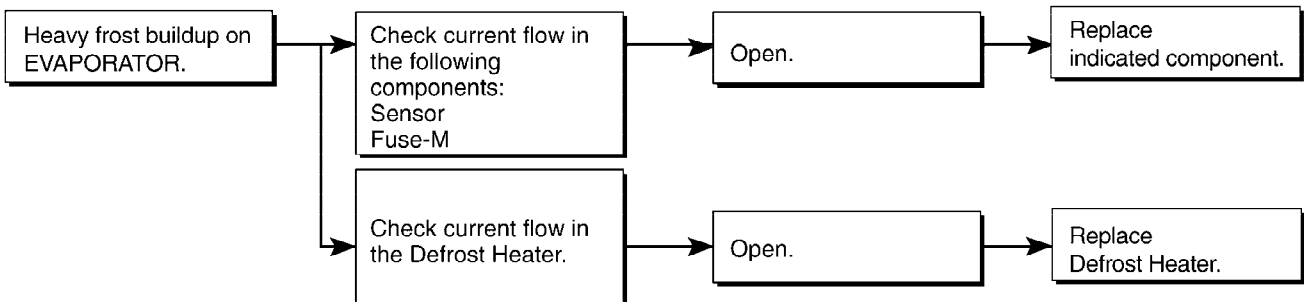 Heavy frost buildup on
EVAPORATOR.
Check current flow in
the following
components:
Sensor
Fuse-M
Open.
Replace
indicated component.
Check current flow in
the Defrost Heater.
Open.
Replace
Defrost Heater.